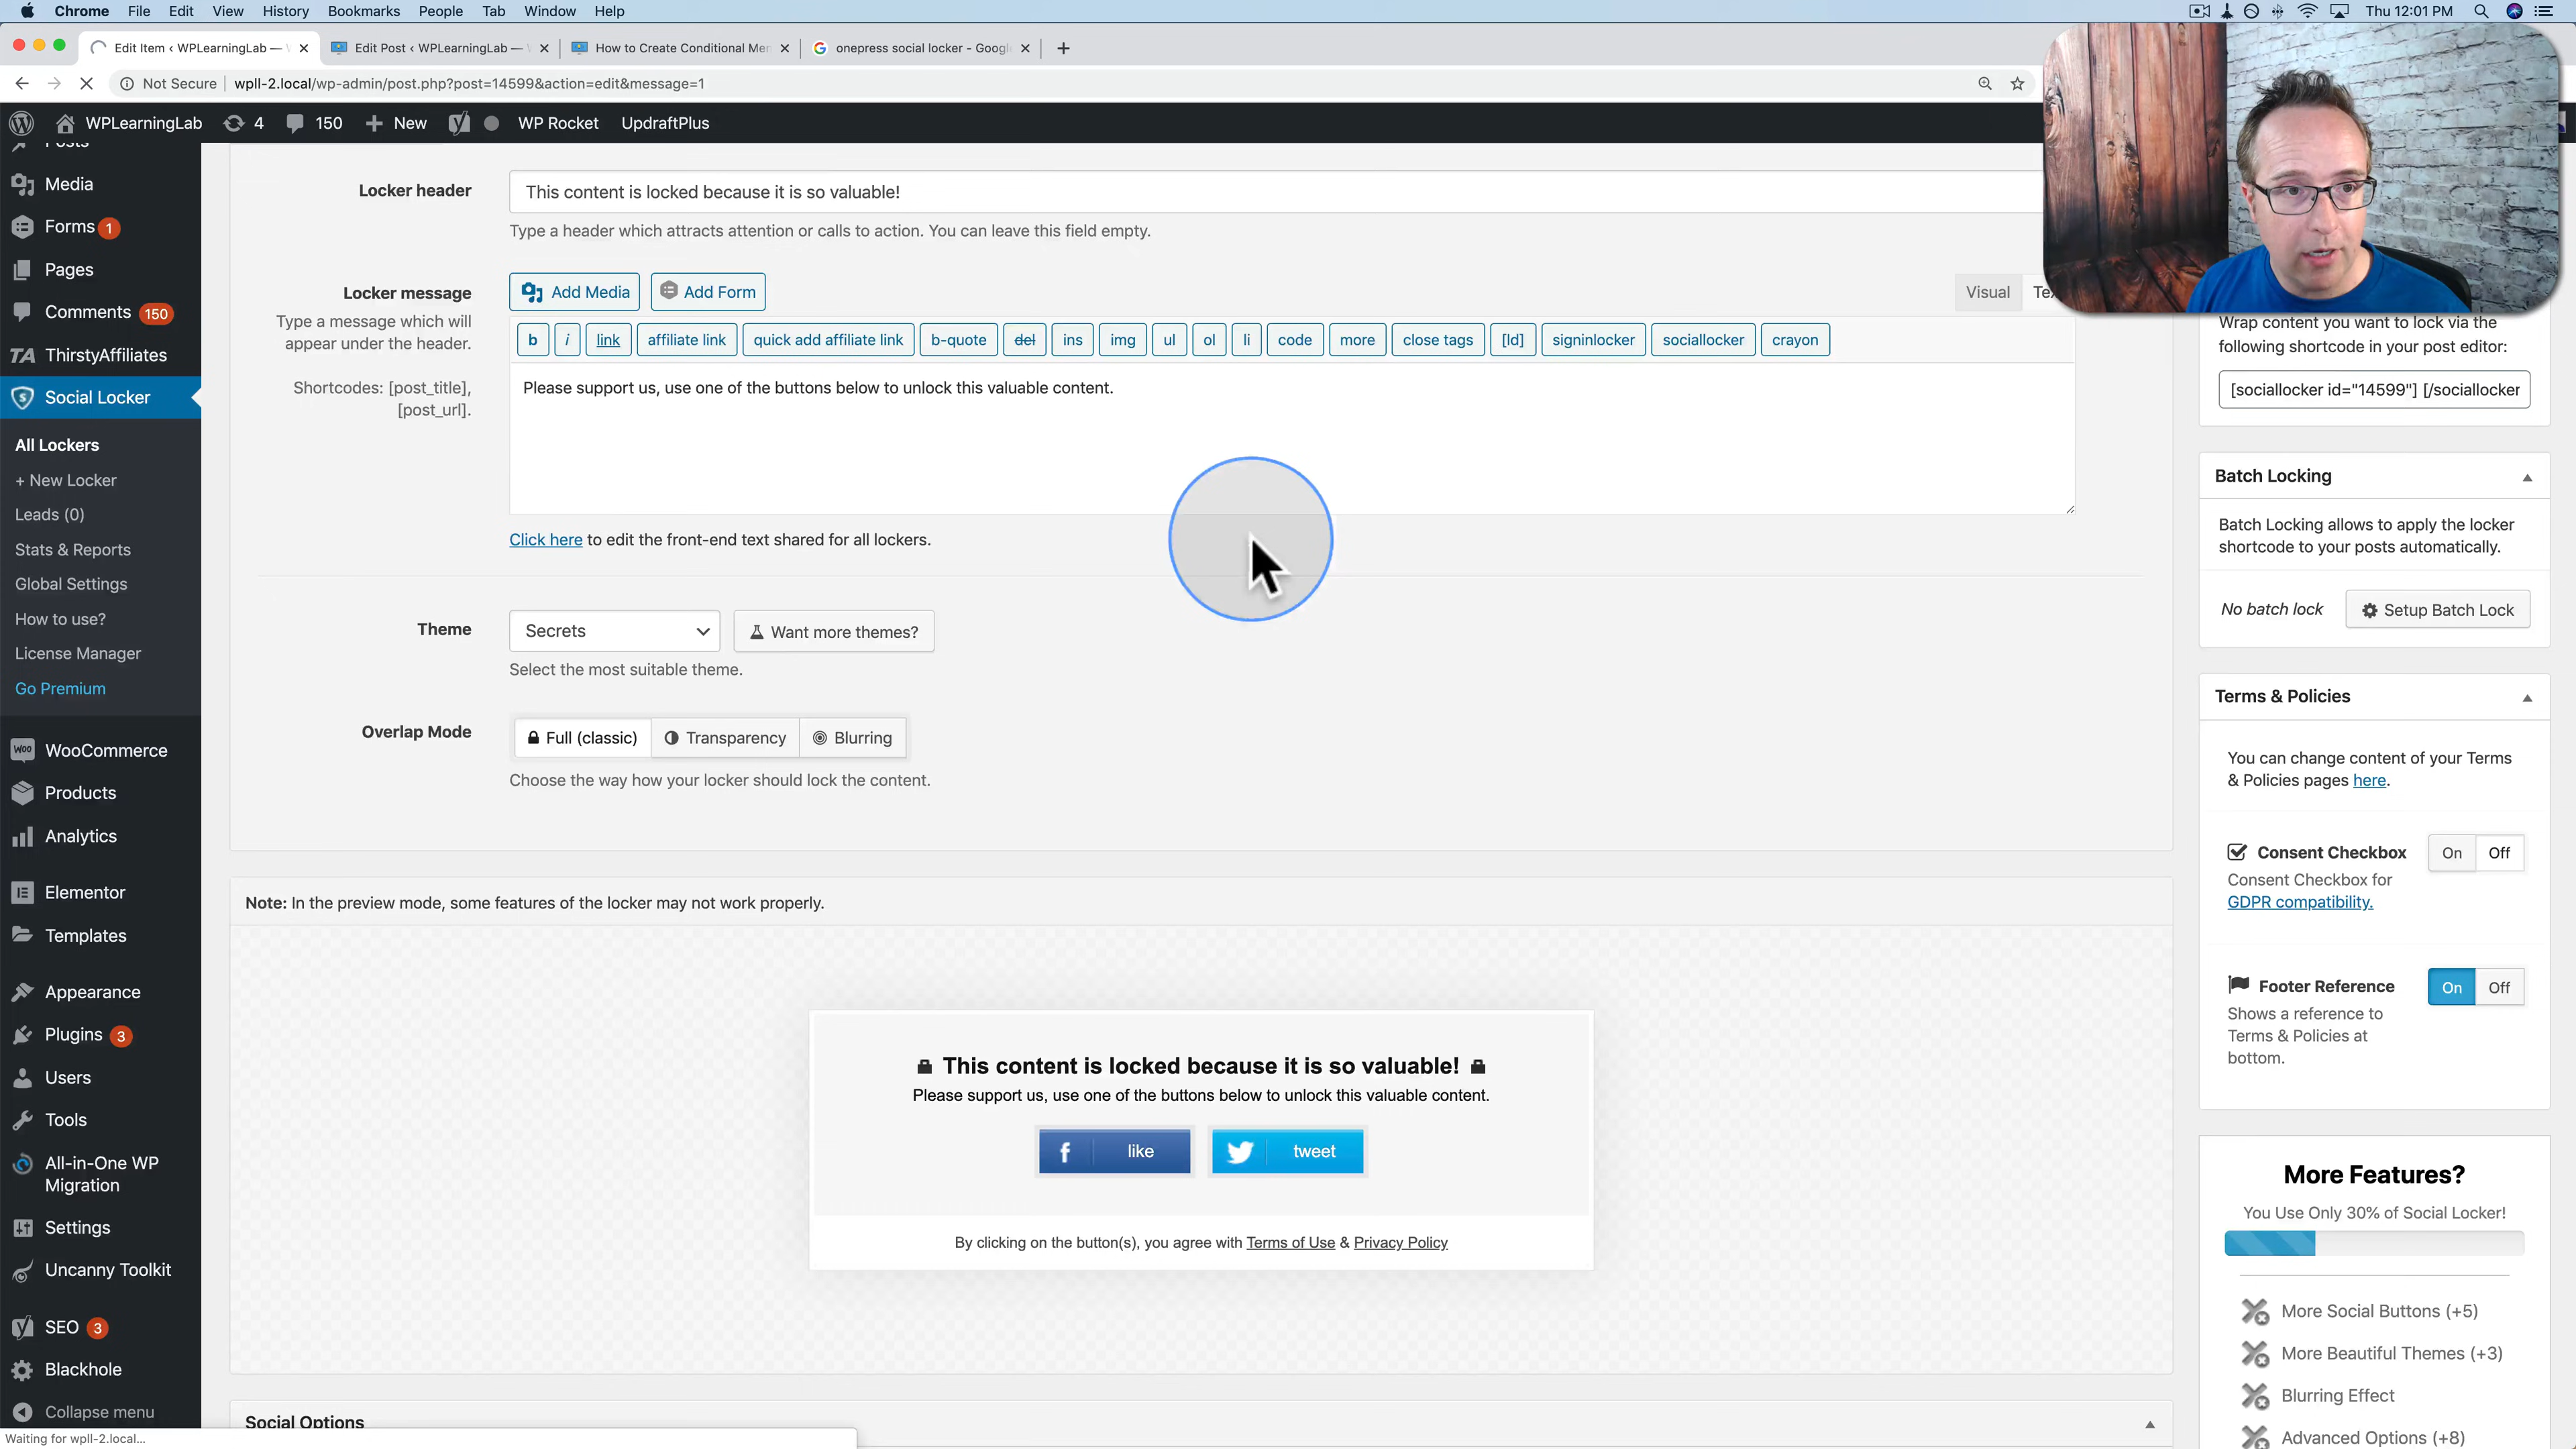 Chrome File Edit View History Bookmarks People Tab Window Help
Thu 12:01 PM
Edit Item ‹ WPLearningLab —
Edit Post ‹ WPLearningLab —
How to Create Conditional Men
onepress social locker - Googl
Not Secure wpll-2.local/wp-admin/post.php?post=14599&action=edit&message=1
WPLearningLab 4 150 New WP Rocket UpdraftPlus
Posts
Media
Forms 1
Pages
Comments 150
ThirstyAffiliates
Social Locker
All Lockers
+ New Locker
Leads (0)
Stats & Reports
Global Settings
How to use?
License Manager
Go Premium
WooCommerce
Products
Analytics
Elementor
Templates
Appearance
Plugins 3
Users
Tools
All-in-One WP
Migration
Settings
Uncanny Toolkit
SEO 3
Blackhole
Collapse menu
Waiting for wpll-2.local...
Locker header
This content is locked because it is so valuable!
Type a header which attracts attention or calls to action. You can leave this field empty.
Locker message
Type a message which will
appear under the header.
Shortcodes: [post_title],
[post_url].
Add Media Add Form
Visual
b i link affiliate link quick add affiliate link b-quote del ins img ul ol li code more close tags [ld] signinlocker sociallocker crayon
Please support us, use one of the buttons below to unlock this valuable content.
Click here to edit the front-end text shared for all lockers.
Theme
Secrets
Want more themes?
Select the most suitable theme.
Overlap Mode
Full (classic) Transparency Blurring
Choose the way how your locker should lock the content.
Note: In the preview mode, some features of the locker may not work properly.
This content is locked because it is so valuable!
Please support us, use one of the buttons below to unlock this valuable content.
f like
tweet
By clicking on the button(s), you agree with Terms of Use & Privacy Policy
Social Options
Wrap content you want to lock via the
following shortcode in your post editor:
[sociallocker id="14599"] [/sociallocker
Batch Locking
Batch Locking allows to apply the locker
shortcode to your posts automatically.
No batch lock
Setup Batch Lock
Terms & Policies
You can change content of your Terms
& Policies pages here.
Consent Checkbox On Off
Consent Checkbox for
GDPR compatibility.
Footer Reference On Off
Shows a reference to
Terms & Policies at
bottom.
More Features?
You Use Only 30% of Social Locker!
More Social Buttons (+5)
More Beautiful Themes (+3)
Blurring Effect
Advanced Options (+8)